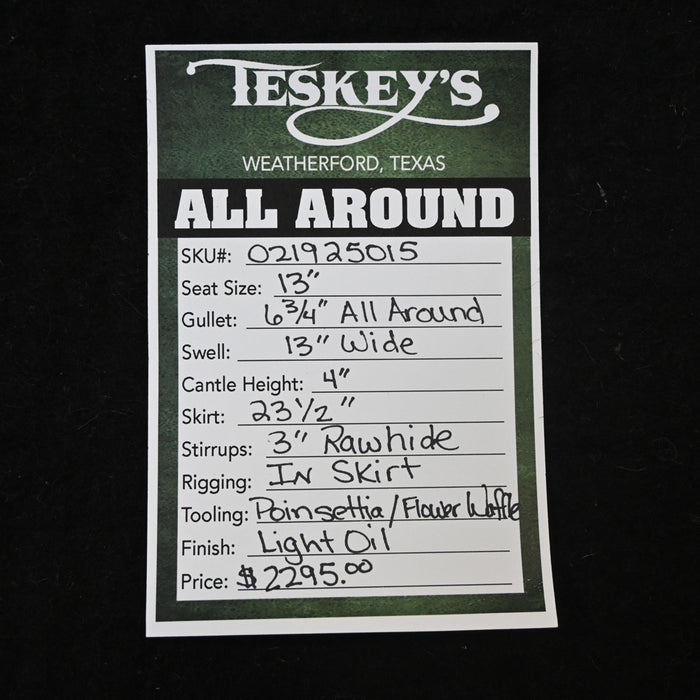 TESKEY'S
WEATHERFORD, TEXAS
ALL AROUND
SKU#: 021925015
Seat Size: 13"
Gullet: 6 3/4" All Around
Swell: 13" Wide
Cantle Height: 4"
Skirt: 23 1/2"
Stirrups: 3" Rawhide
Rigging: In Skirt
Tooling: Poinsettia/Flower Waffle
Finish: Light Oil
Price: $2295.00